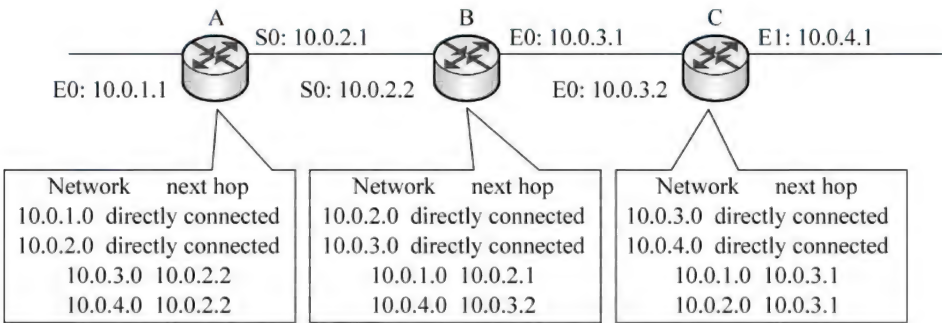 A
B
C
S0: 10.0.2.1
E0: 10.0.3.1
E1: 10.0.4.1
E0: 10.0.1.1
S0: 10.0.2.2
E0: 10.0.3.2
Network next hop
10.0.1.0 directly connected
10.0.2.0 directly connected
10.0.3.0 10.0.2.2
10.0.4.0 10.0.2.2
Network next hop
10.0.2.0 directly connected
10.0.3.0 directly connected
10.0.1.0 10.0.2.1
10.0.4.0 10.0.3.2
Network next hop
10.0.3.0 directly connected
10.0.4.0 directly connected
10.0.1.0 10.0.3.1
10.0.2.0 10.0.3.1